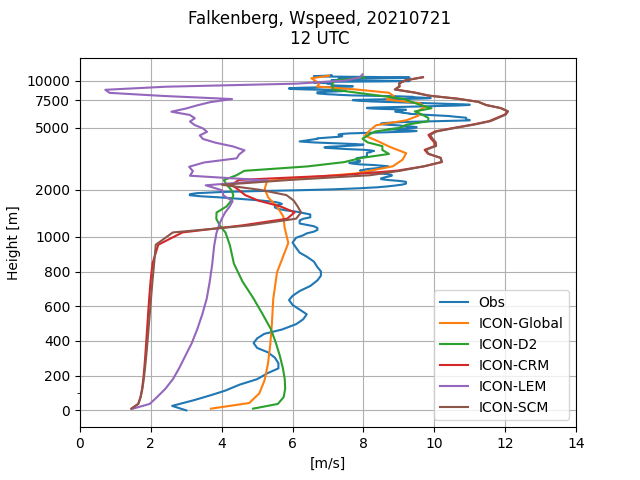 Falkenberg, Wspeed, 20210721
12 UTC
Height [m]
10000
7500
5000
2000
1000
800
600
400
200
0
0 2 4 6 8 10 12 14
[m/s]
Obs
ICON-Global
ICON-D2
ICON-CRM
ICON-LEM
ICON-SCM